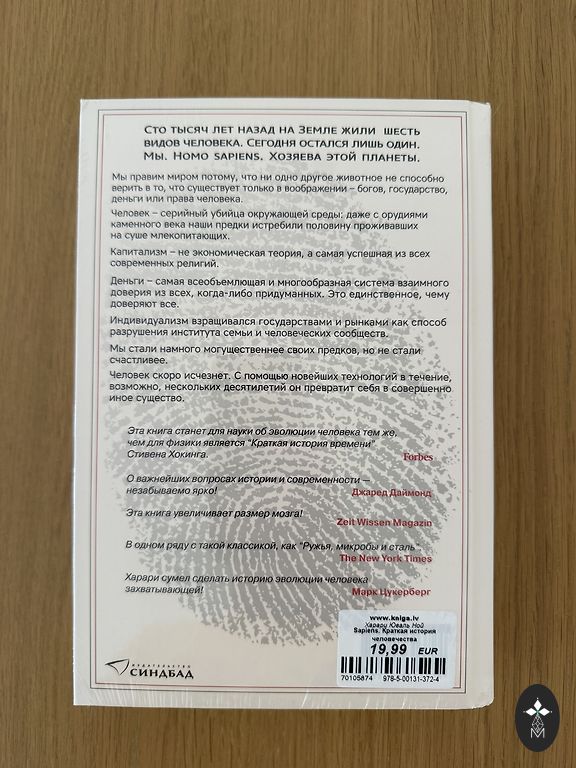 Сто тысяч лет назад на Земле жили шесть
видов человека. Сегодня остался лишь один.
Мы. Homo sapiens. Хозяева этой планеты.
Мы правим миром потому, что ни одно другое животное не способно
верить в то, что существует только в воображении – богов, государство,
деньги или права человека.
Человек – серийный убийца окружающей среды: даже с орудиями
каменного века наши предки истребили половину проживавших
на суше млекопитающих.
Капитализм – не экономическая теория, а самая успешная из всех
современных религий.
Деньги – самая всеобъемлющая и многообразная система взаимного
доверия из всех, когда-либо придуманных. Это единственное, чему
доверяют все.
Индивидуализм взращивался государствами и рынками как способ
разрушения института семьи и человеческих сообществ.
Мы стали намного могущественнее своих предков, но не стали
счастливее.
Человек скоро исчезнет. С помощью новейших технологий в течение,
возможно, нескольких десятилетий он превратит себя в совершенно
иное существо.
Эта книга станет для науки об эволюции человека тем же,
чем для физики является "Краткая история времени"
Стивена Хокинга.
Forbes
О важнейших вопросах истории и современности —
незабываемо ярко!
Джаред Даймонд
Эта книга увеличивает размер мозга!
Zeit Wissen Magazin
В одном ряду с такой классикой, как "Ружья, микробы и сталь".
The New York Times
Харари сумел сделать историю эволюции человека
захватывающей!
Марк Цукерберг
www.kniga.lv
Харари Юваль Ной
Sapiens. Краткая история
человечества
19,99 EUR
70105874 978-5-00131-372-4
ИЗДАТЕЛЬСТВО
СИНДБАД
М